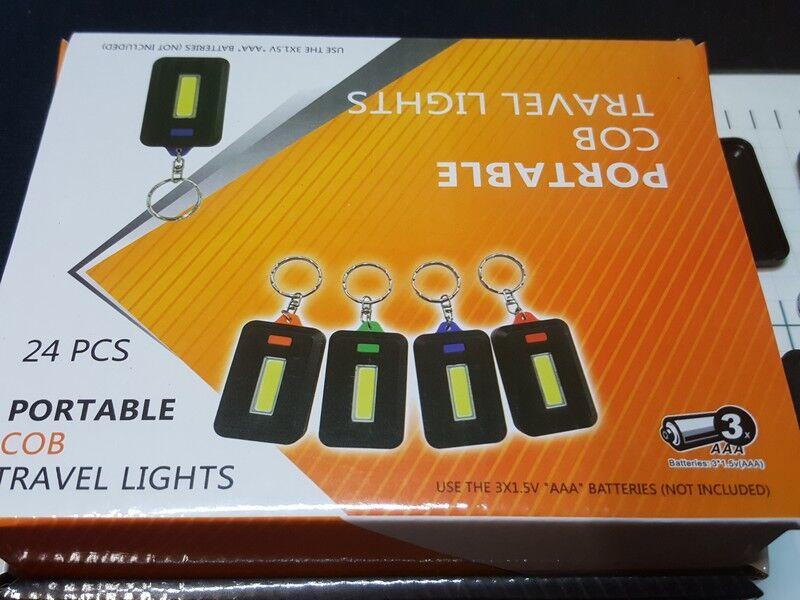 USE THE 3X1.5V "AAA" BATTERIES (NOT INCLUDED)
PORTABLE
COB
TRAVEL LIGHTS
24 PCS
PORTABLE
COB
TRAVEL LIGHTS
3x
AAA
Batteries: 3*1.5v(AAA)
USE THE 3X1.5V "AAA" BATTERIES (NOT INCLUDED)